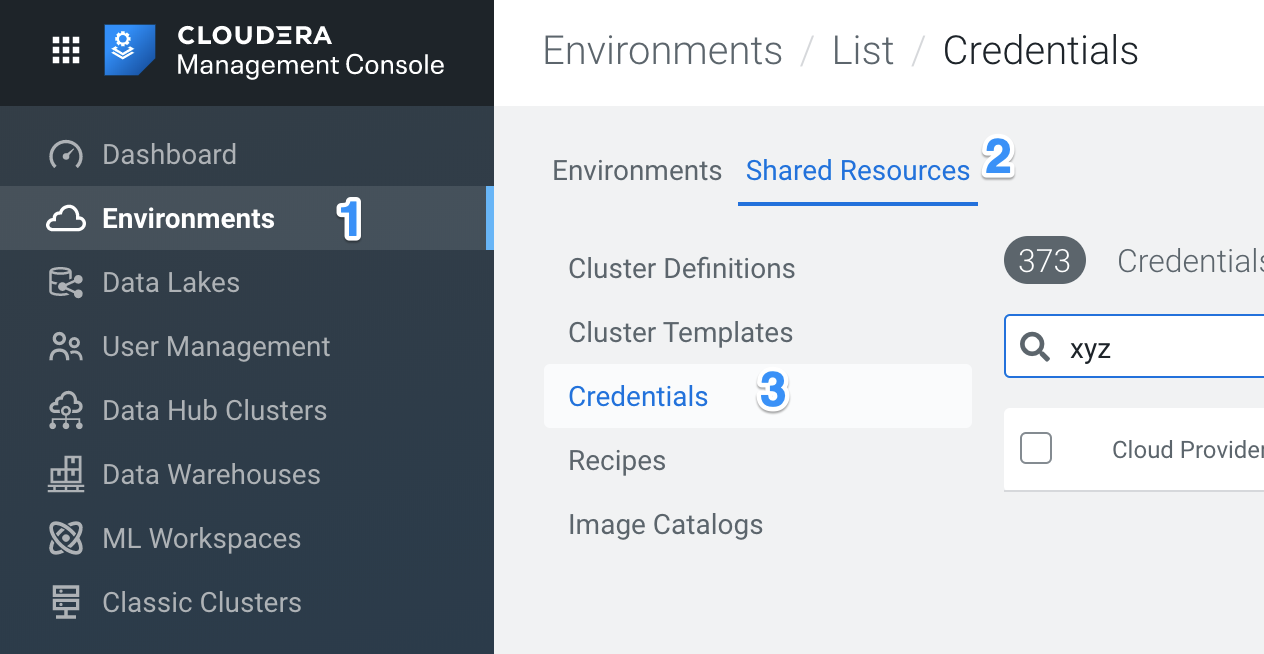 CLOUDERA
Management Console
Dashboard
Environments 1
Data Lakes
User Management
Data Hub Clusters
Data Warehouses
ML Workspaces
Classic Clusters
Environments / List / Credentials
Environments Shared Resources 2
Cluster Definitions
Cluster Templates
Credentials 3
Recipes
Image Catalogs
373 Credentials
xyz
Cloud Provider